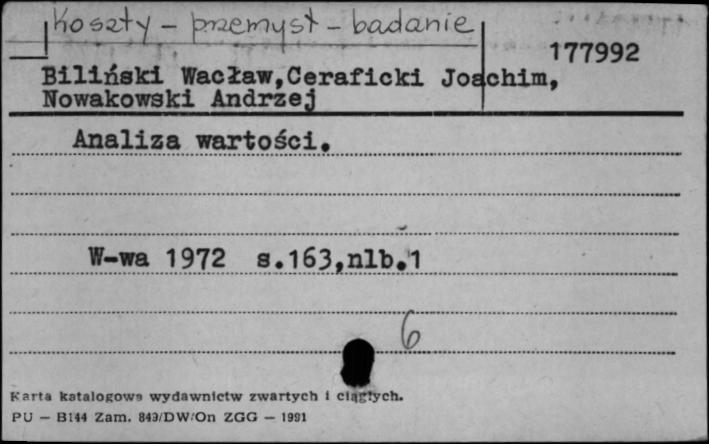 koszty - przemysł - badanie
177992
Biliński Wacław,Ceraficki Joachim,
Nowakowski Andrzej
Analiza wartości.
W-wa 1972 s.163,nlb.1
6
Karta katalogowa wydawnictw zwartych i ciągłych.
PU — B144 Zam. 843/DW/On ZGG — 1991